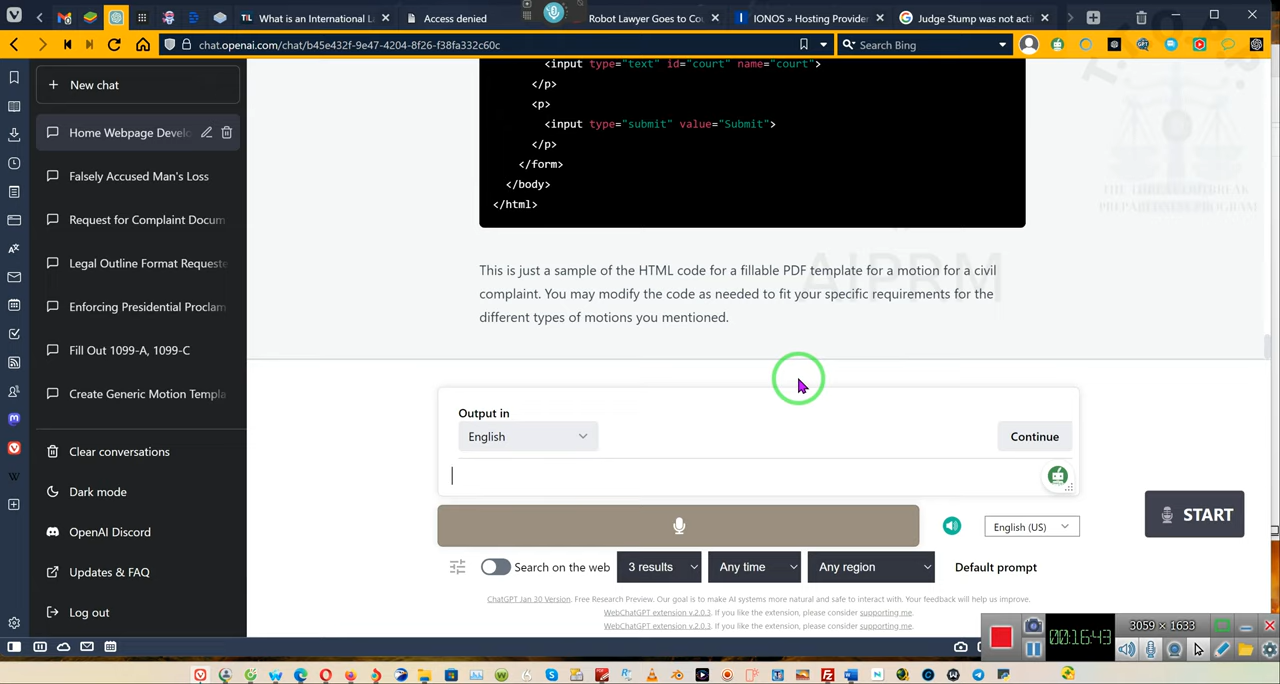 What is an International L
Access denied
Robot Lawyer Goes to Cou
IONOS » Hosting Provider
Judge Stump was not acti
chat.openai.com/chat/b45e432f-9e47-4204-8f26-f38fa332c60c
Search Bing
New chat
Home Webpage Develo
Falsely Accused Man's Loss
Request for Complaint Docum
Legal Outline Format Requeste
Enforcing Presidential Proclam
Fill Out 1099-A, 1099-C
Create Generic Motion Templa
Clear conversations
Dark mode
OpenAI Discord
Updates & FAQ
Log out
<input type="text" id="court" name="court">
</p>
<p>
<input type="submit" value="Submit">
</p>
</form>
</body>
</html>
This is just a sample of the HTML code for a fillable PDF template for a motion for a civil
complaint. You may modify the code as needed to fit your specific requirements for the
different types of motions you mentioned.
AIPRM
Output in
English
Continue
English (US)
START
Search on the web
3 results
Any time
Any region
Default prompt
ChatGPT Jan 30 Version. Free Research Preview. Our goal is to make AI systems more natural and safe to interact with. Your feedback will help us improve.
WebChatGPT extension v.2.0.3. If you like the extension, please consider supporting me.
WebChatGPT extension v.2.0.3. If you like the extension, please consider supporting me.
00:16:43
3059 × 1633